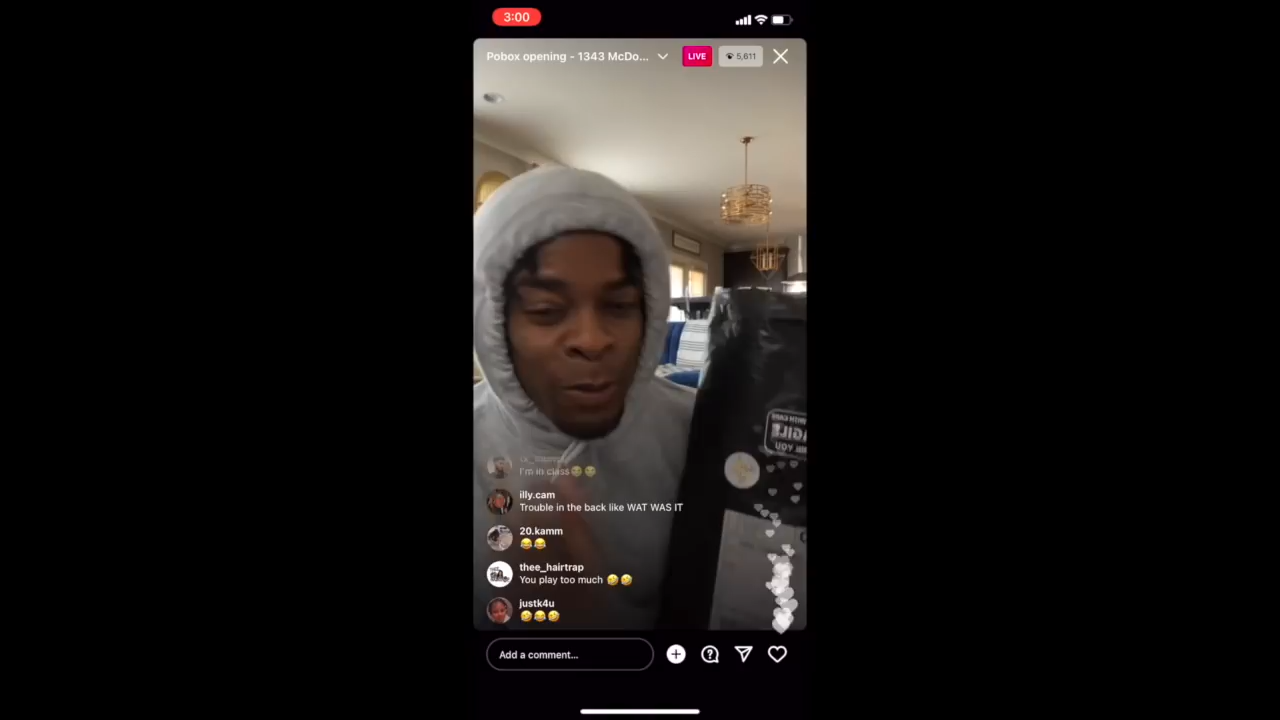 3:00
Pobox opening - 1343 McDo...
LIVE
5,611
I'm in class😭😭
illy.cam
Trouble in the back like WAT WAS IT
20.kamm
😂😂
thee_hairtrap
You play too much 🤣🤣
justk4u
🤣😂🤣
Add a comment...